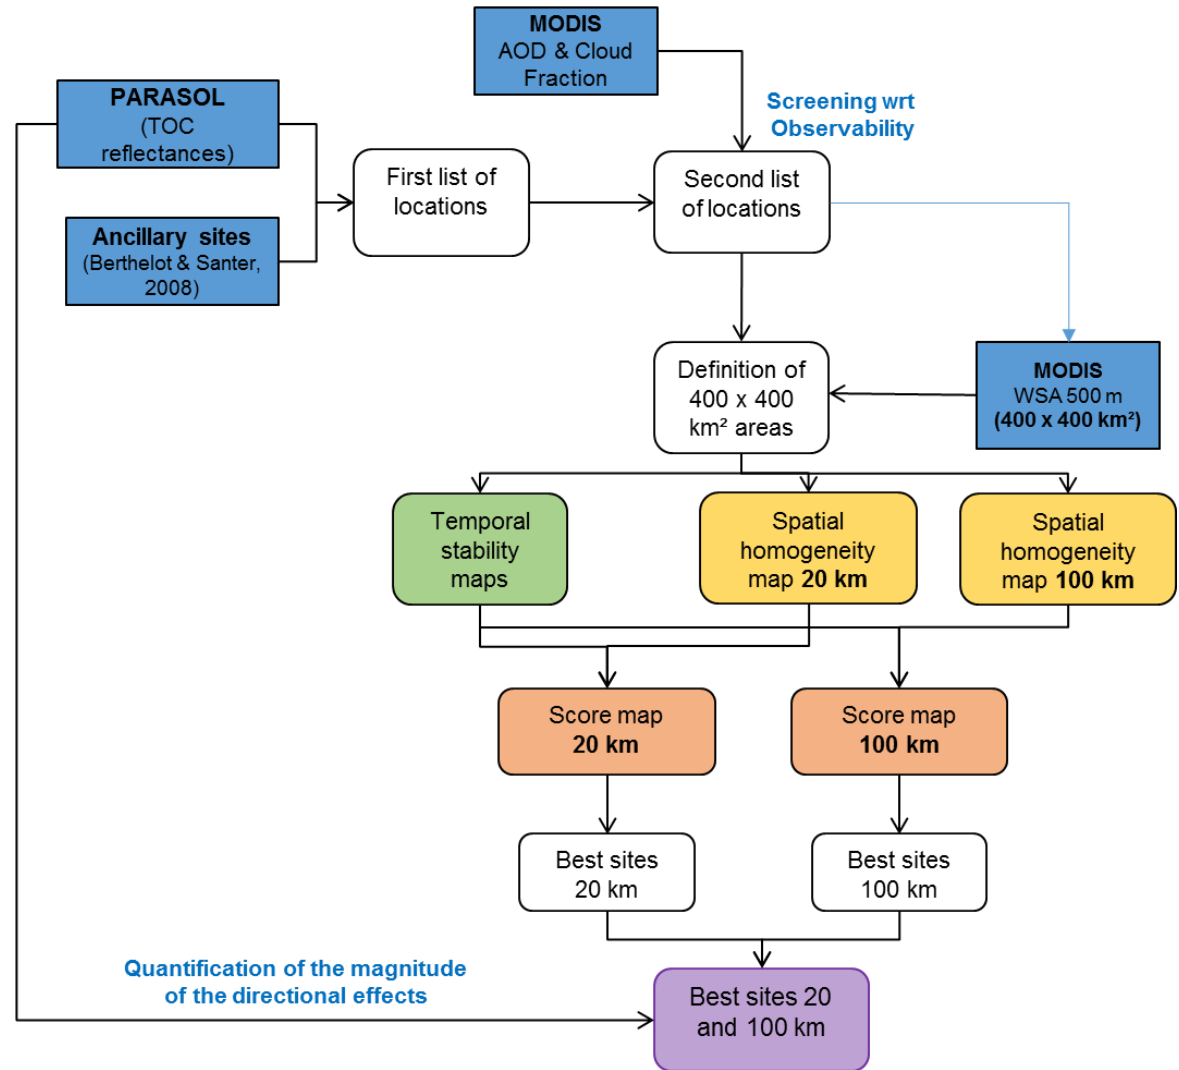 MODIS
AOD & Cloud
Fraction
PARASOL
(TOC
reflectances)
Screening wrt
Observability
First list of
locations
Second list
of locations
Ancillary sites
(Berthelot & Santer,
2008)
Definition of
400 x 400
km² areas
MODIS
WSA 500 m
(400 x 400 km²)
Temporal
stability
maps
Spatial
homogeneity
map 20 km
Spatial
homogeneity
map 100 km
Score map
20 km
Score map
100 km
Best sites
20 km
Best sites
100 km
Quantification of the magnitude
of the directional effects
Best sites 20
and 100 km